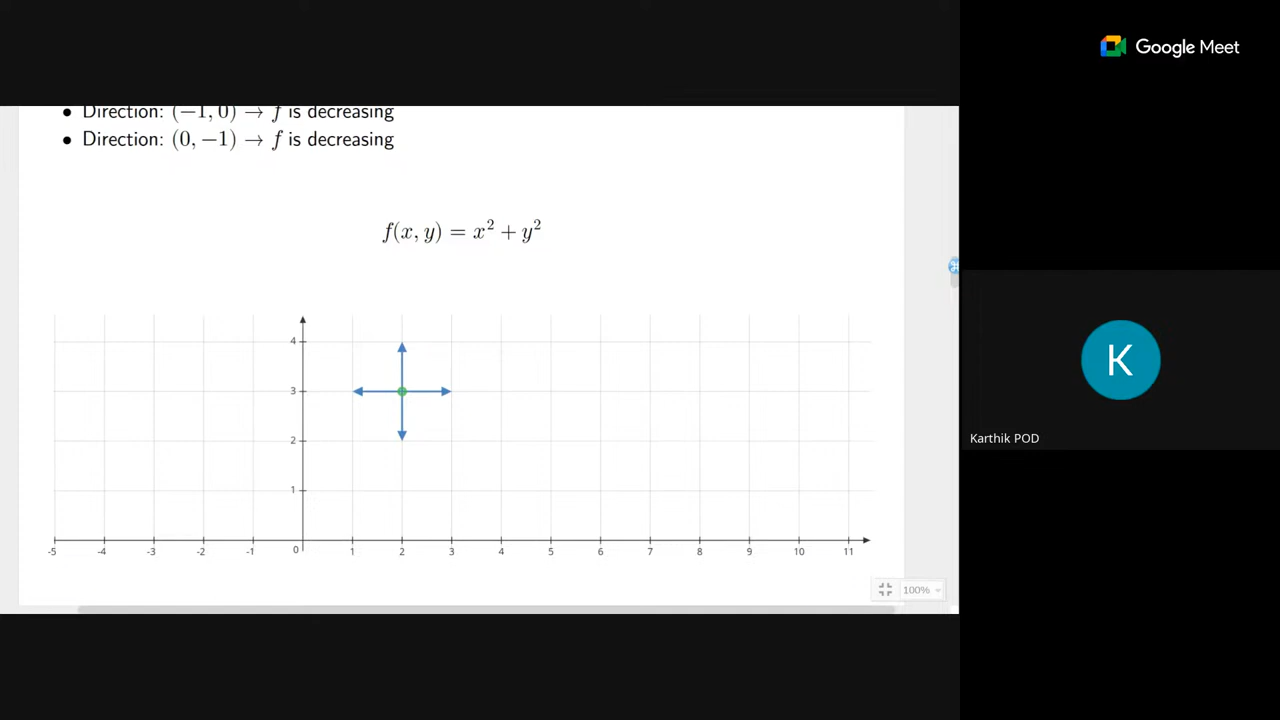 Google Meet
• Direction: (−1, 0) → f is decreasing
• Direction: (0, −1) → f is decreasing
f(x, y) = x² + y²
4
3
2
1
-5 -4 -3 -2 -1 0 1 2 3 4 5 6 7 8 9 10 11
100%
K
Karthik POD